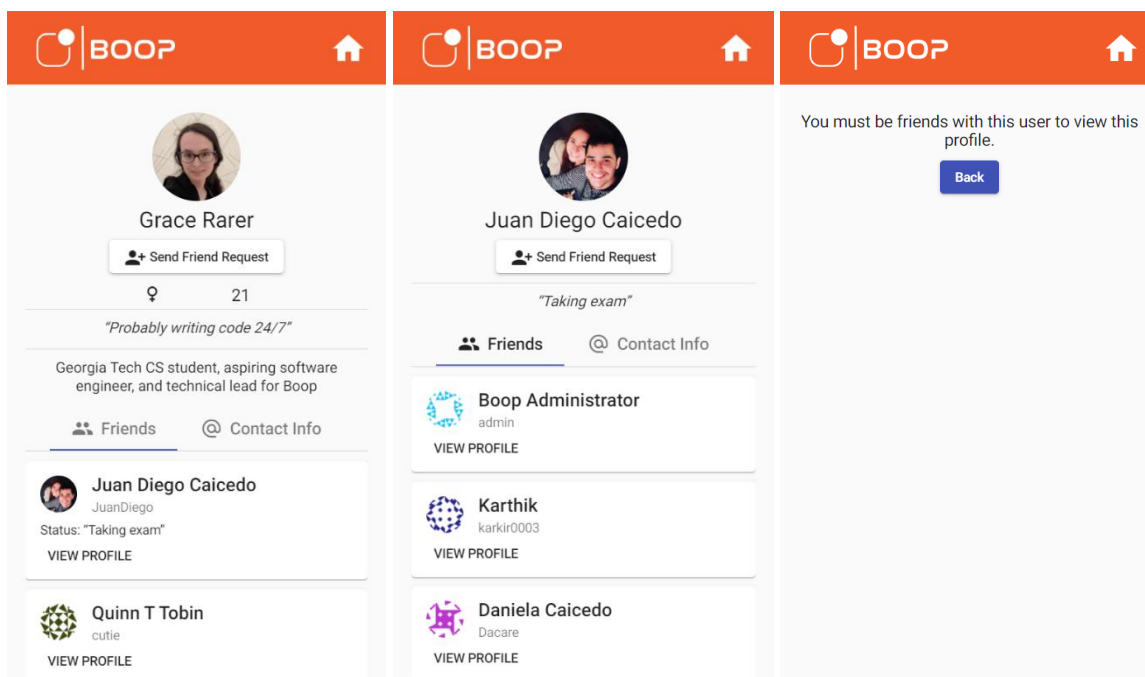 BOOP
Grace Rarer
Send Friend Request
21
“Probably writing code 24/7”
Georgia Tech CS student, aspiring software
engineer, and technical lead for Boop
Friends
@ Contact Info
Juan Diego Caicedo
JuanDiego
Status: “Taking exam”
VIEW PROFILE
Quinn T Tobin
cutie
VIEW PROFILE
BOOP
Juan Diego Caicedo
Send Friend Request
“Taking exam”
Friends
@ Contact Info
Boop Administrator
admin
VIEW PROFILE
Karthik
karkir0003
VIEW PROFILE
Daniela Caicedo
Dacare
VIEW PROFILE
BOOP
You must be friends with this user to view this
profile.
Back